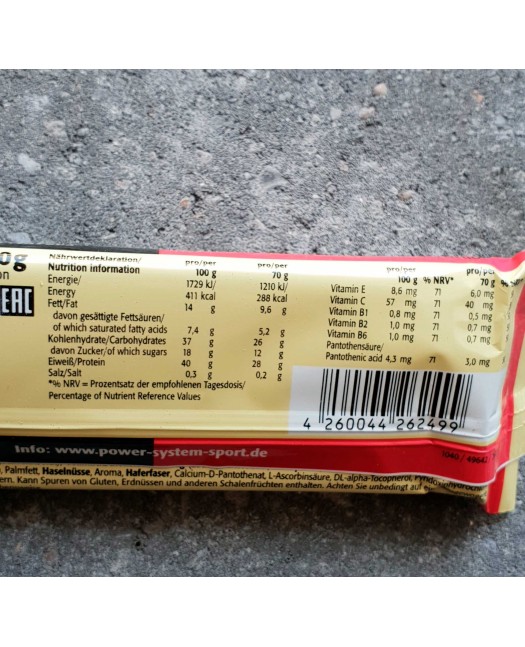 0g
on
EAC
Nährwertdeklaration/ pro/per pro/per
Nutrition information 100 g 70 g
Energie/ 1729 kJ/ 1210 kJ/
Energy 411 kcal 288 kcal
Fett/Fat 14 g 9,6 g
davon gesättigte Fettsäuren/
of which saturated fatty acids 7,4 g 5,2 g
Kohlenhydrate/Carbohydrates 37 g 26 g
davon Zucker/of which sugars 18 g 12 g
Eiweiß/Protein 40 g 28 g
Salz/Salt 0,3 g 0,2 g
*% NRV = Prozentsatz der empfohlenen Tagesdosis/
Percentage of Nutrient Reference Values
pro/per pro/per
100 g % NRV* 70 g
Vitamin E 8,6 mg 71 6,0 mg
Vitamin C 57 mg 71 40 mg
Vitamin B1 0,8 mg 71 0,5 mg
Vitamin B2 1,0 mg 71 0,7 mg
Vitamin B6 1,0 mg 71 0,7 mg
Pantothensäure/
Pantothenic acid 4,3 mg 71 3,0 mg
4 260044 262499
Info: www.power-system-sport.de
1040 /
, Palmfett, Haselnüsse, Aroma, Haferfaser, Calcium-D-Pantothenat, L-Ascorbinsäure, DL-alpha-Tocopherol,
ern. Kann Spuren von Gluten, Erdnüssen und anderen Schalenfrüchten enthalten. Achten Sie unbedingt auf